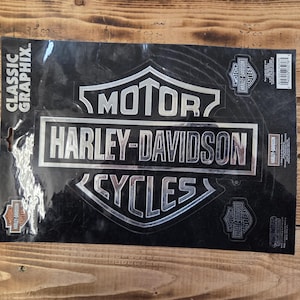 CLASSIC
GRAPHIX.
MOTOR
HARLEY-DAVIDSON
CYCLES